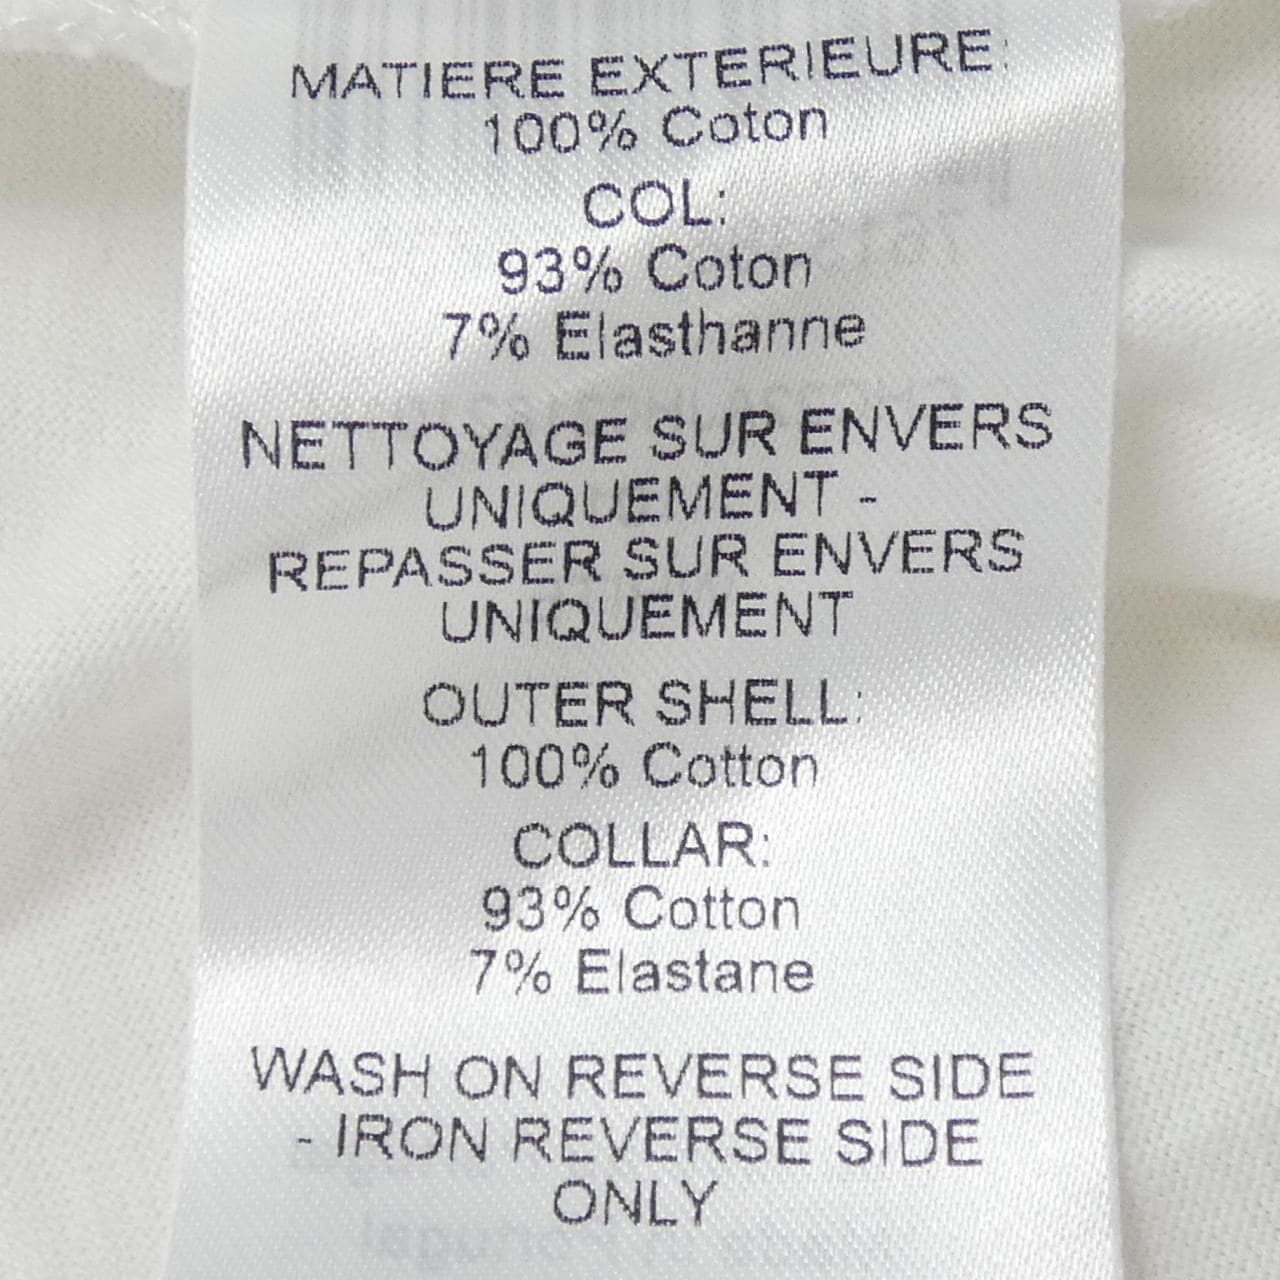 MATIERE EXTERIEURE:
100% Coton
COL:
93% Coton
7% Elasthanne
NETTOYAGE SUR ENVERS
UNIQUEMENT -
REPASSER SUR ENVERS
UNIQUEMENT
OUTER SHELL:
100% Cotton
COLLAR:
93% Cotton
7% Elastane
WASH ON REVERSE SIDE
- IRON REVERSE SIDE
ONLY